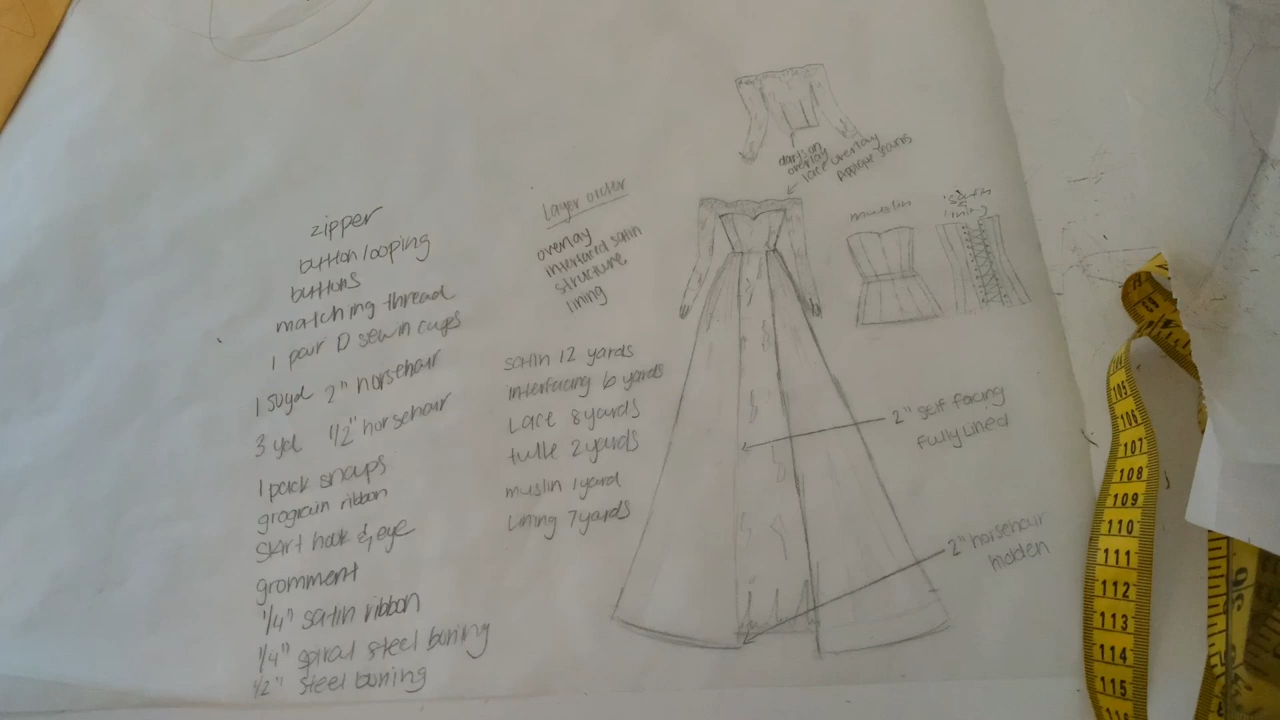 zipper
button looping
buttons
matching thread
1 pair D sew in cups
1 50yd 2" horsehair
3 yd 1/2" horsehair
1 pack snaps
grograin ribbon
skirt hook & eye
gromment
1/4" satin ribbon
1/4" spiral steel boning
1/2" steel boning
layer order
overlay
interfaced satin
structure
lining
satin 12 yards
interfacing 6 yards
Lace 8 yards
tulle 2 yards
muslin 1 yard
Lining 7 yards
darts on
overlay
lace overlay
Applique seams
muslin
2" self facing
Fully Lined
2" horsehair
hidden
105
106
107
108
109
110
111
112
113
114
115